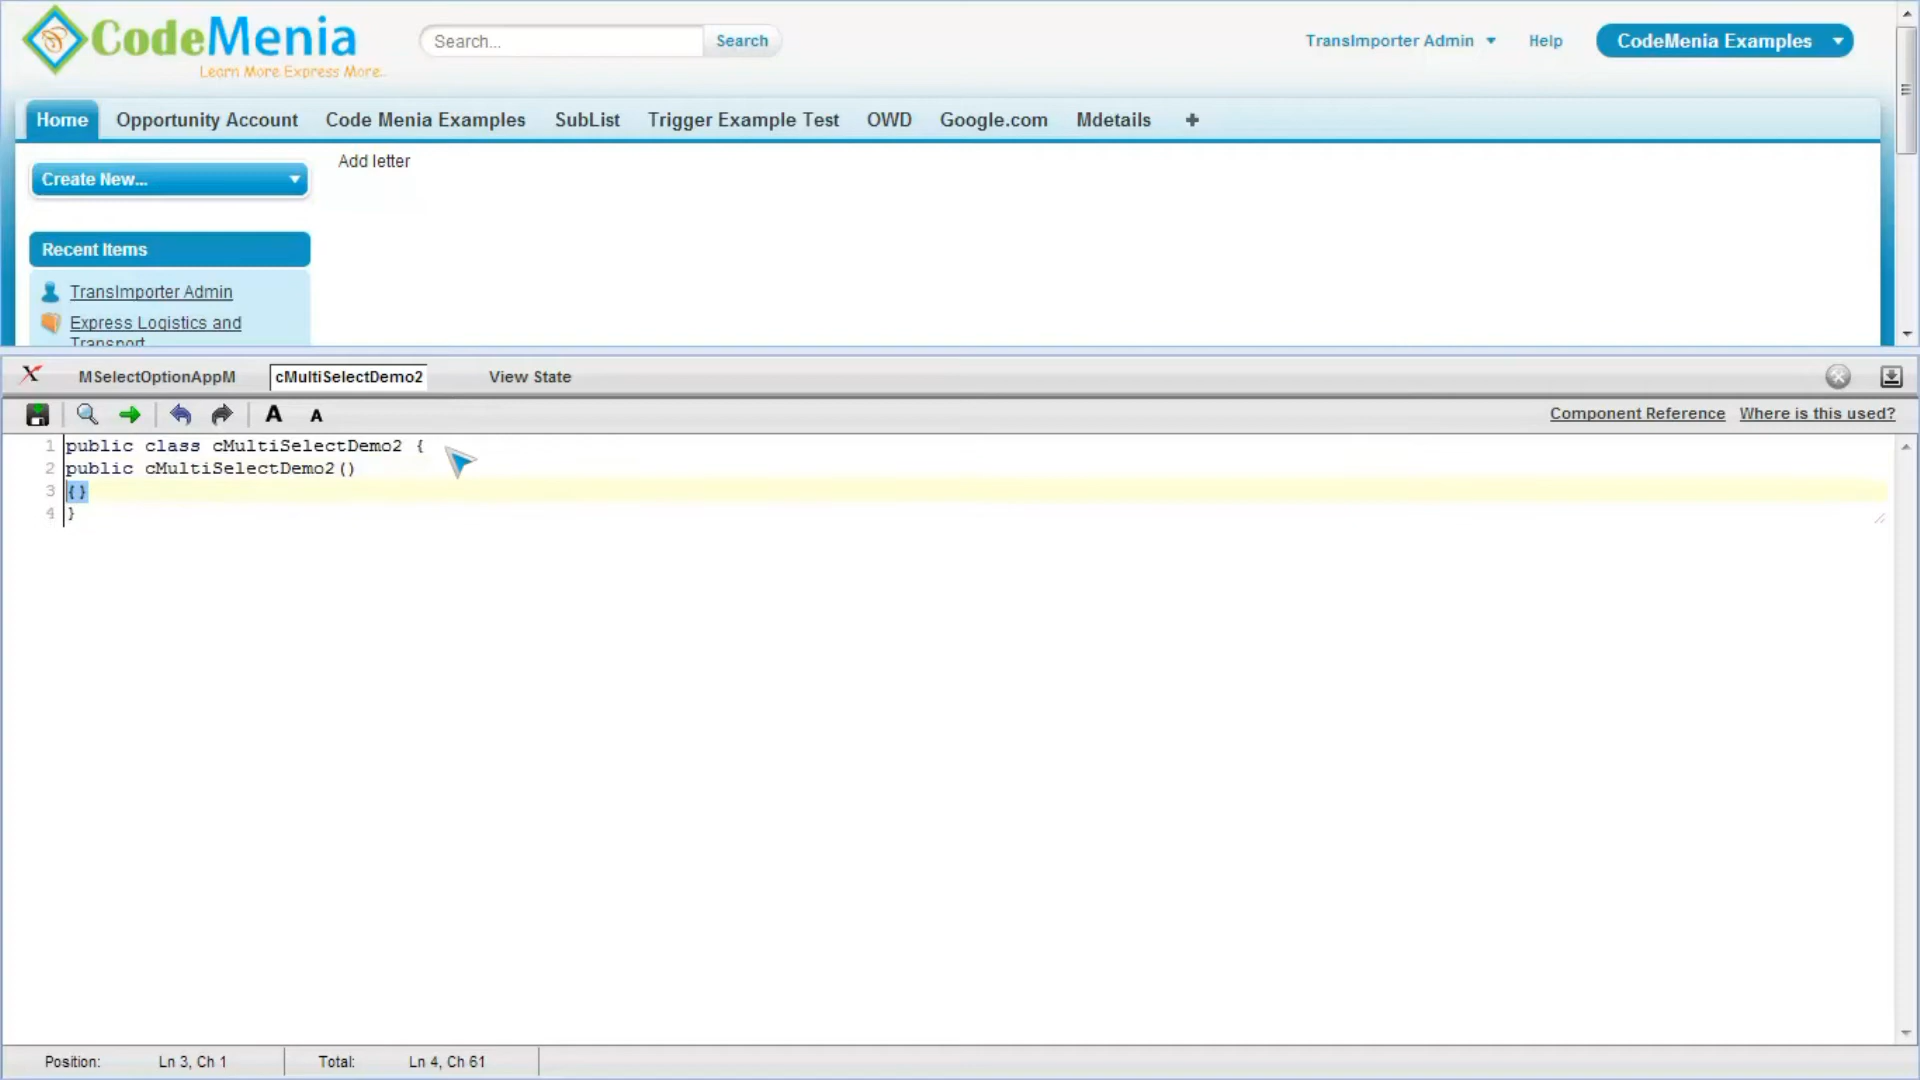 CodeMenia
Learn More Express More..
Search...
Search
TransImporter Admin
Help
CodeMenia Examples
Home
Opportunity Account
Code Menia Examples
SubList
Trigger Example Test
OWD
Google.com
Mdetails
+
Create New...
Add letter
Recent Items
TransImporter Admin
Express Logistics and
Transport
MSelectOptionAppM
cMultiSelectDemo2
View State
A
A
Component Reference
Where is this used?
1 public class cMultiSelectDemo2 {
2 public cMultiSelectDemo2()
3 {}
4 }
Position:
Ln 3, Ch 1
Total:
Ln 4, Ch 61